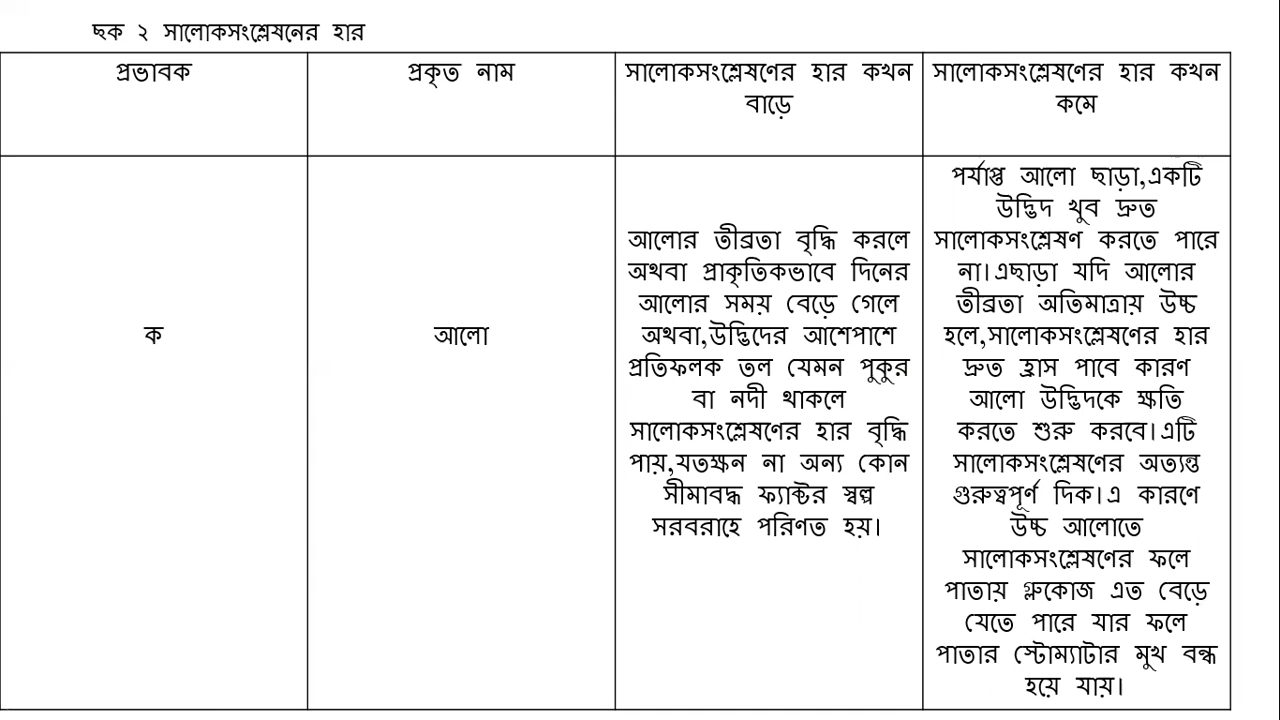 ছক ২ সালোকসংশ্লেষনের হার
প্রভাবক
প্রকৃত নাম
সালোকসংশ্লেষণের হার কখন
বাড়ে
সালোকসংশ্লেষণের হার কখন
কমে
ক
আলো
আলোর তীব্রতা বৃদ্ধি করলে
অথবা প্রাকৃতিকভাবে দিনের
আলোর সময় বেড়ে গেলে
অথবা,উদ্ভিদের আশেপাশে
প্রতিফলক তল যেমন পুকুর
বা নদী থাকলে
সালোকসংশ্লেষণের হার বৃদ্ধি
পায়,যতক্ষন না অন্য কোন
সীমাবদ্ধ ফ্যাক্টর স্বল্প
সরবরাহে পরিণত হয়।
পর্যাপ্ত আলো ছাড়া,একটি
উদ্ভিদ খুব দ্রুত
সালোকসংশ্লেষণ করতে পারে
না।এছাড়া যদি আলোর
তীব্রতা অতিমাত্রায় উচ্চ
হলে,সালোকসংশ্লেষণের হার
দ্রুত হ্রাস পাবে কারণ
আলো উদ্ভিদকে ক্ষতি
করতে শুরু করবে।এটি
সালোকসংশ্লেষণের অত্যন্ত
গুরুত্বপূর্ণ দিক।এ কারণে
উচ্চ আলোতে
সালোকসংশ্লেষণের ফলে
পাতায় গ্লুকোজ এত বেড়ে
যেতে পারে যার ফলে
পাতার স্টোম্যাটার মুখ বন্ধ
হয়ে যায়।